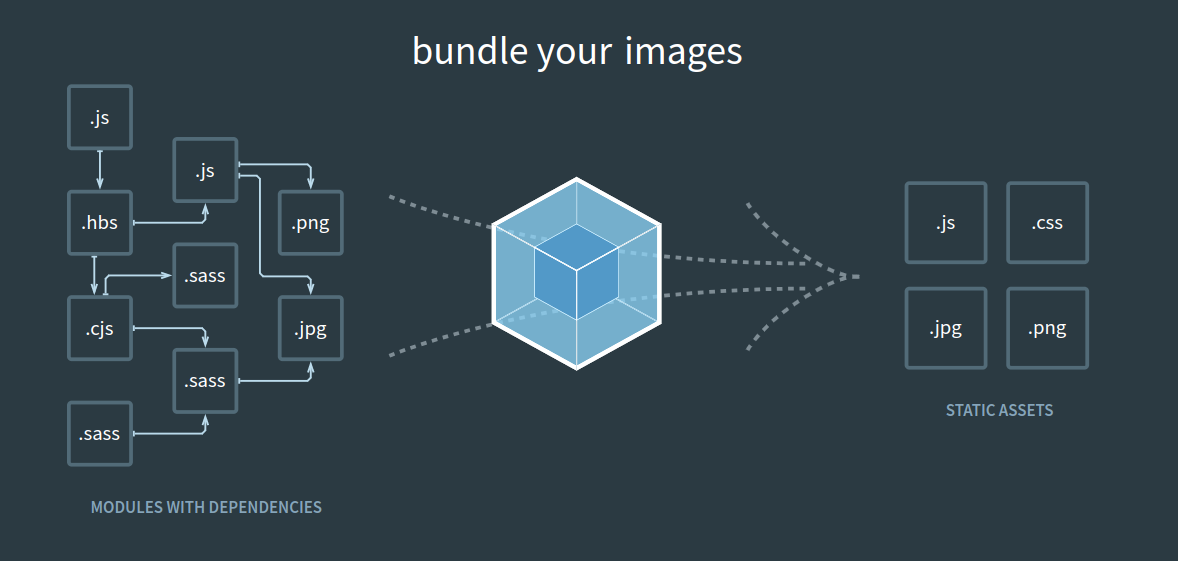 bundle your images
.js
.js
.hbs
.png
.sass
.cjs
.jpg
.sass
.sass
MODULES WITH DEPENDENCIES
.js
.css
.jpg
.png
STATIC ASSETS